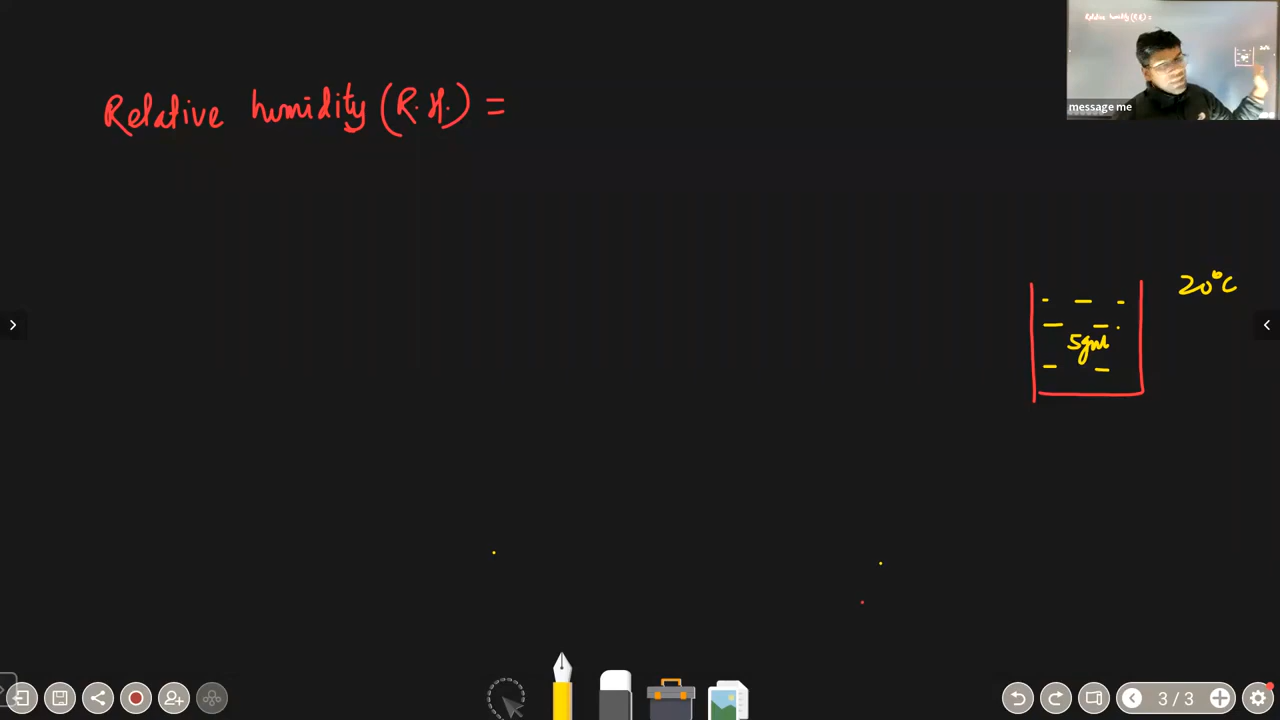 Relative humidity (R.H.) =
message me
20°C
5gm
3 / 3